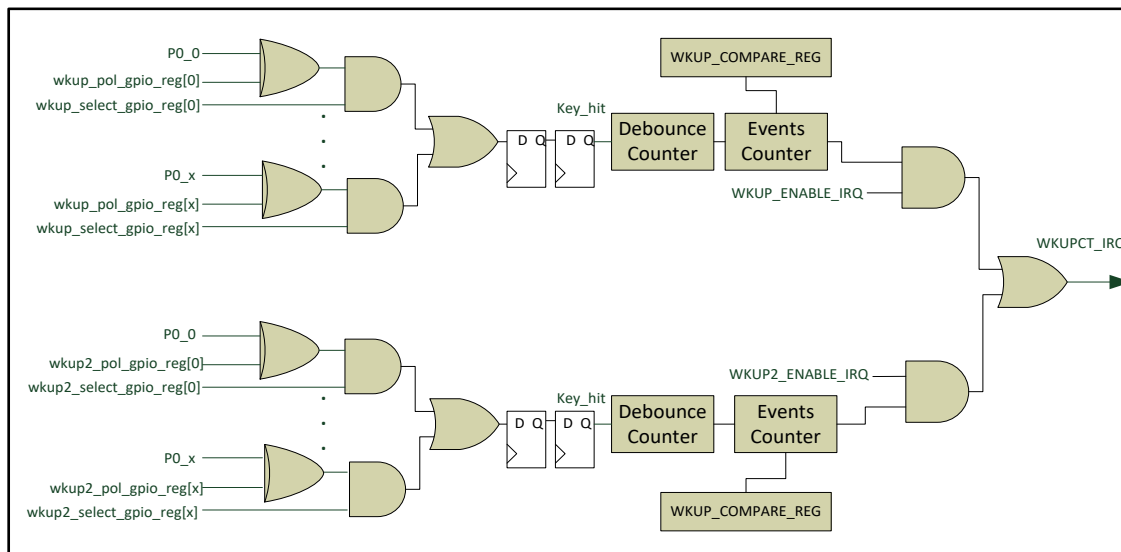 P0_0
wkup_pol_gpio_reg[0]
wkup_select_gpio_reg[0]
P0_x
wkup_pol_gpio_reg[x]
wkup_select_gpio_reg[x]
D Q
D Q
Key_hit
Debounce
Counter
WKUP_COMPARE_REG
Events
Counter
WKUP_ENABLE_IRQ
WKUPCT_IRQ
P0_0
wkup2_pol_gpio_reg[0]
wkup2_select_gpio_reg[0]
P0_x
wkup2_pol_gpio_reg[x]
wkup2_select_gpio_reg[x]
D Q
D Q
Key_hit
Debounce
Counter
WKUP2_ENABLE_IRQ
Events
Counter
WKUP_COMPARE_REG